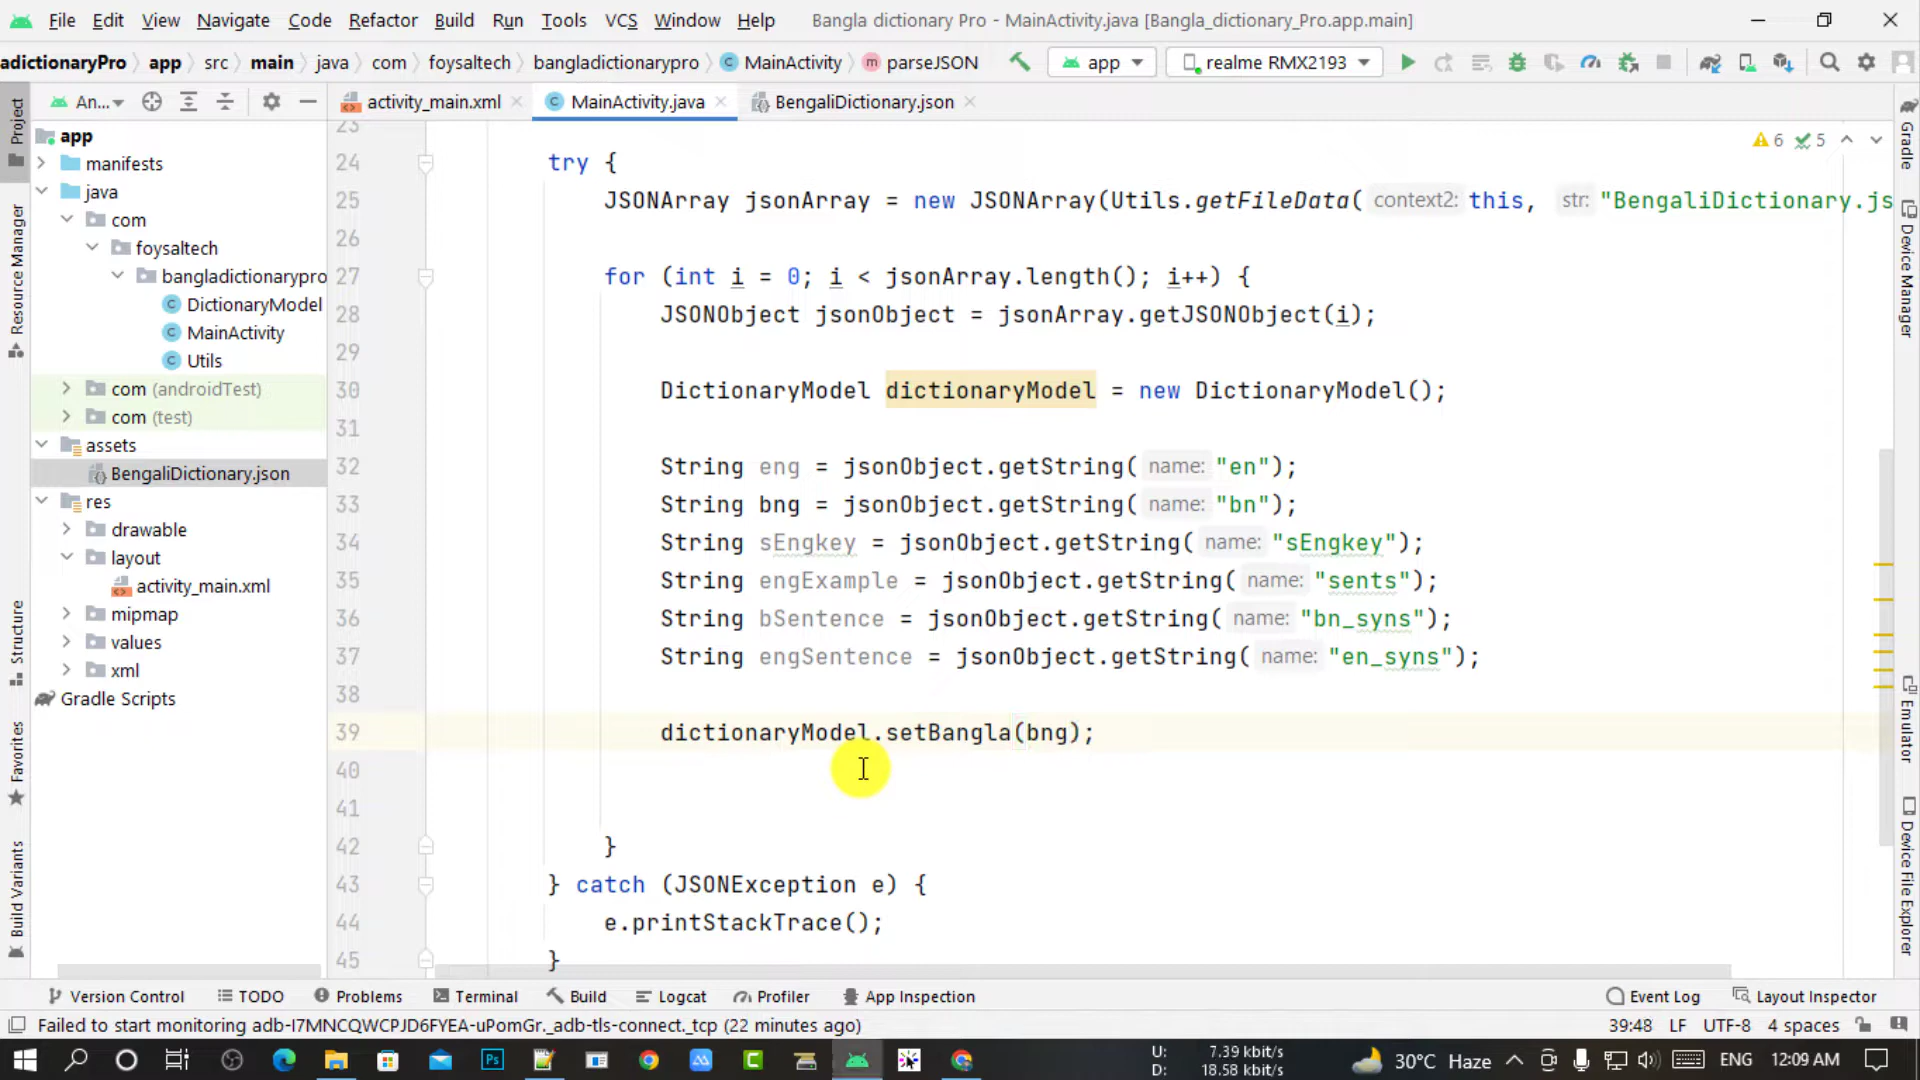 File Edit View Navigate Code Refactor Build Run Tools VCS Window Help Bangla dictionary Pro - MainActivity.java [Bangla_dictionary_Pro.app.main]
adictionaryPro app src main java com foysaltech bangladictionarypro MainActivity parseJSON app realme RMX2193
An... activity_main.xml MainActivity.java BengaliDictionary.json
Project
Resource Manager
Structure
Favorites
Build Variants
app
manifests
java
com
foysaltech
bangladictionarypro
DictionaryModel
MainActivity
Utils
com (androidTest)
com (test)
assets
BengaliDictionary.json
res
drawable
layout
activity_main.xml
mipmap
values
xml
Gradle Scripts
6 5
23
24 try {
25 JSONArray jsonArray = new JSONArray(Utils.getFileData( context2: this, str: "BengaliDictionary.js
26
27 for (int i = 0; i < jsonArray.length(); i++) {
28 JSONObject jsonObject = jsonArray.getJSONObject(i);
29
30 DictionaryModel dictionaryModel = new DictionaryModel();
31
32 String eng = jsonObject.getString( name: "en");
33 String bng = jsonObject.getString( name: "bn");
34 String sEngkey = jsonObject.getString( name: "sEngkey");
35 String engExample = jsonObject.getString( name: "sents");
36 String bSentence = jsonObject.getString( name: "bn_syns");
37 String engSentence = jsonObject.getString( name: "en_syns");
38
39 dictionaryModel.setBangla(bng);
40
41
42 }
43 } catch (JSONException e) {
44 e.printStackTrace();
45 }
Gradle
Device Manager
Emulator
Device File Explorer
Version Control TODO Problems Terminal Build Logcat Profiler App Inspection Event Log Layout Inspector
Failed to start monitoring adb-I7MNCQWCPJD6FYEA-uPomGr._adb-tls-connect._tcp (22 minutes ago) 39:48 LF UTF-8 4 spaces
Ps C U: 7.39 kbit/s
D: 18.58 kbit/s
30°C Haze ENG 12:09 AM